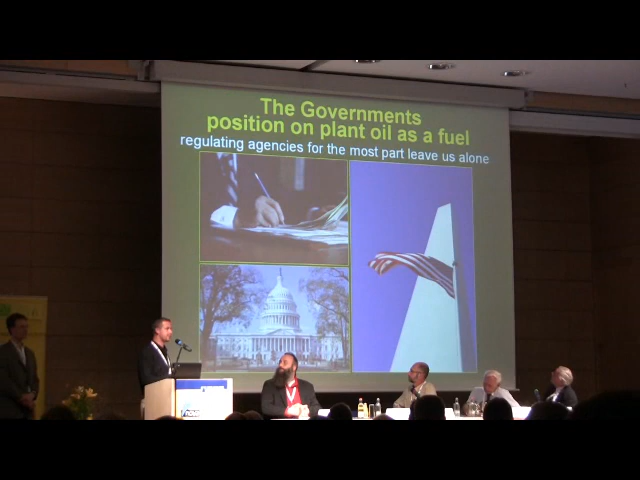 The Governments
position on plant oil as a fuel
regulating agencies for the most part leave us alone